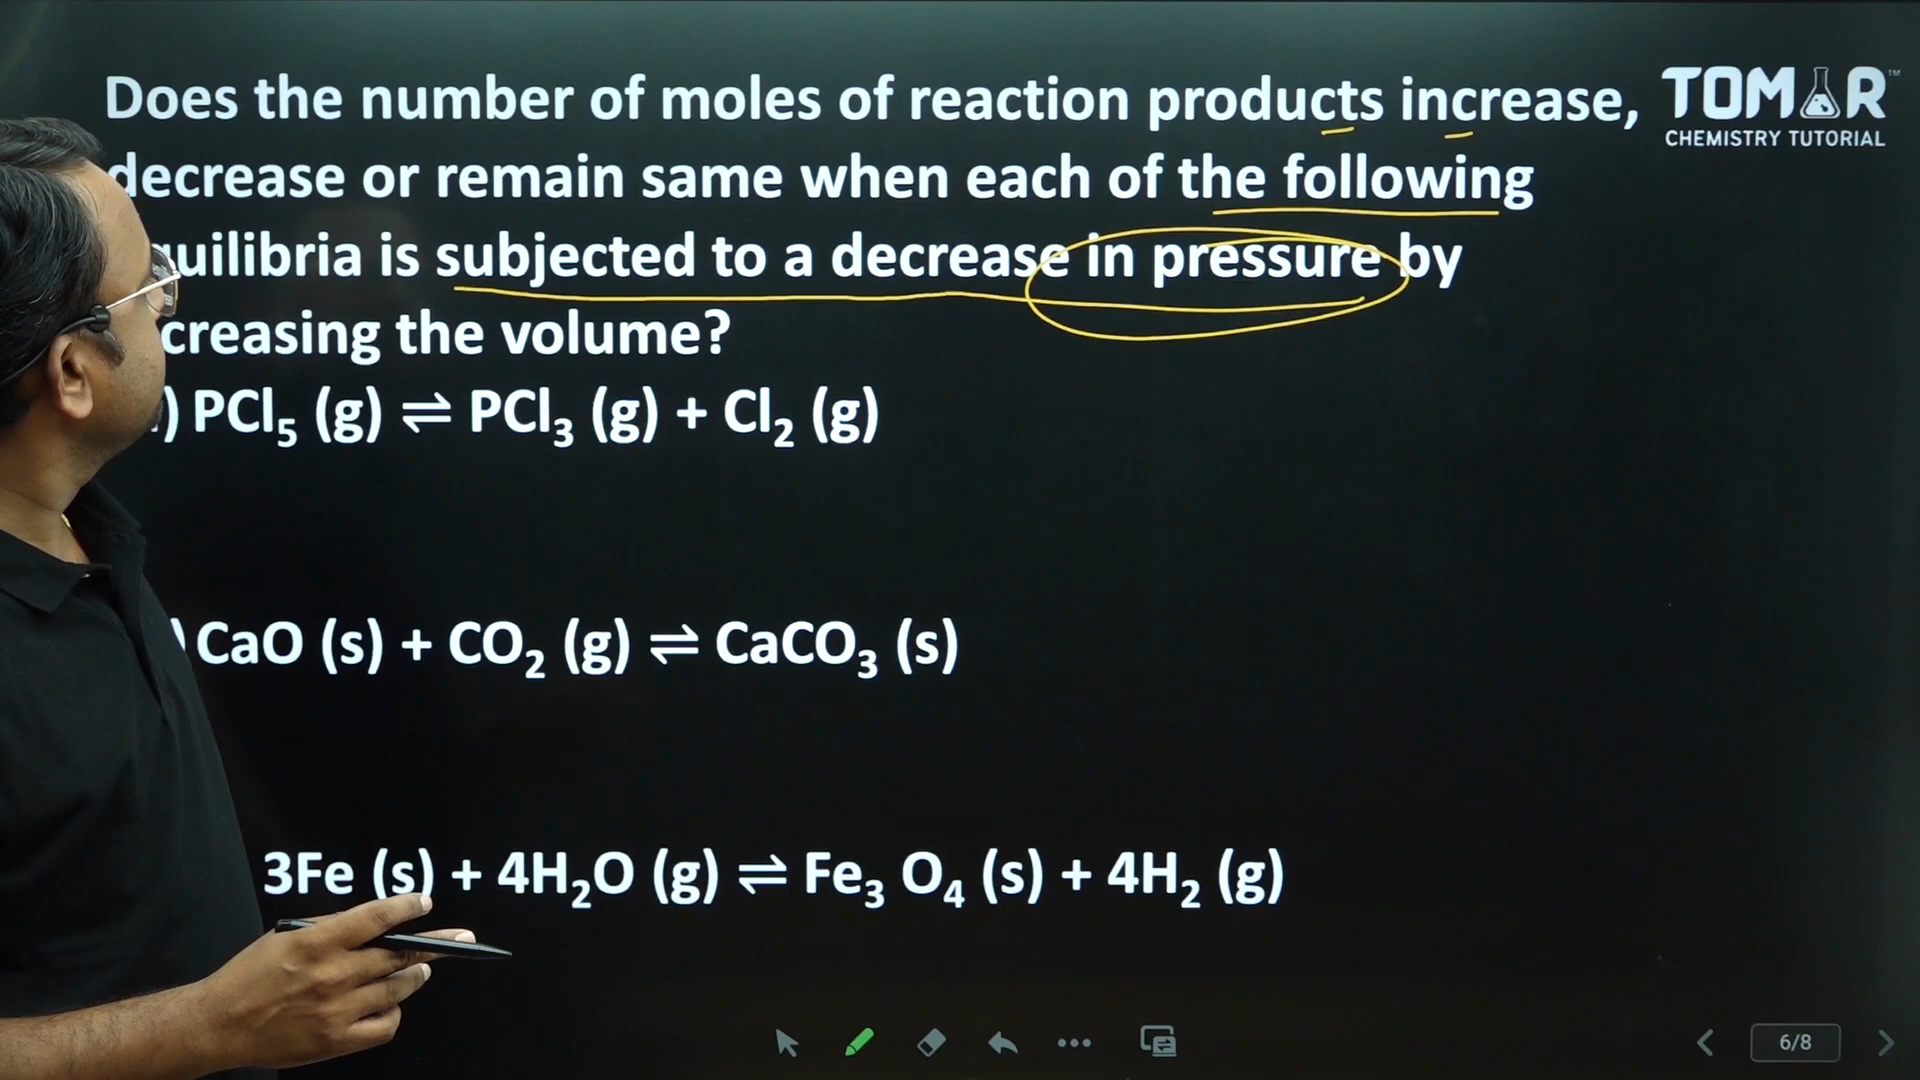 Does the number of moles of reaction products increase,
TOMAR™
CHEMISTRY TUTORIAL
decrease or remain same when each of the following
uilibria is subjected to a decrease in pressure by
creasing the volume?
) PCl₅ (g) ⇌ PCl₃ (g) + Cl₂ (g)
) CaO (s) + CO₂ (g) ⇌ CaCO₃ (s)
3Fe (s) + 4H₂O (g) ⇌ Fe₃ O₄ (s) + 4H₂ (g)
6/8